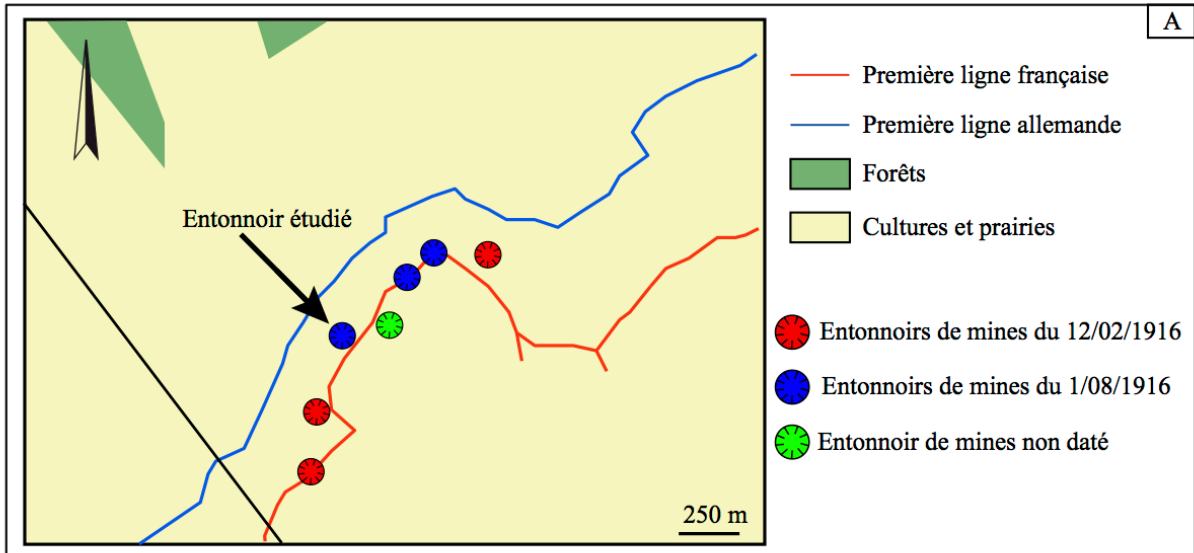 A
Première ligne française
Première ligne allemande
Forêts
Entonnoir étudié
Cultures et prairies
Entonnoirs de mines du 12/02/1916
Entonnoirs de mines du 1/08/1916
Entonnoir de mines non daté
250 m